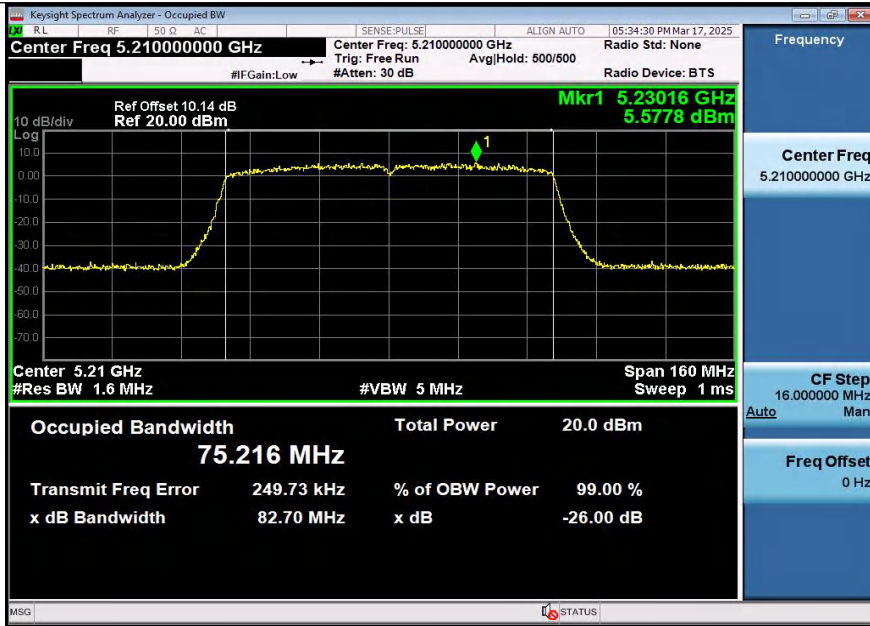 Keysight Spectrum Analyzer - Occupied BW
LXI RL RF 50 Ω AC SENSE:PULSE ALIGN AUTO 05:34:30 PM Mar 17, 2025
Center Freq 5.210000000 GHz
Center Freq: 5.210000000 GHz
Radio Std: None
Trig: Free Run Avg|Hold: 500/500
#IFGain:Low #Atten: 30 dB Radio Device: BTS
Frequency
Ref Offset 10.14 dB
10 dB/div Ref 20.00 dBm
Mkr1 5.23016 GHz
5.5778 dBm
Log
10.0
0.00
-10.0
-20.0
-30.0
-40.0
-50.0
-60.0
-70.0
1
Center 5.21 GHz Span 160 MHz
#Res BW 1.6 MHz #VBW 5 MHz Sweep 1 ms
Occupied Bandwidth
75.216 MHz
Total Power 20.0 dBm
Transmit Freq Error 249.73 kHz % of OBW Power 99.00 %
x dB Bandwidth 82.70 MHz x dB -26.00 dB
Center Freq
5.210000000 GHz
CF Step
16.000000 MHz
Auto Man
Freq Offset
0 Hz
MSG STATUS